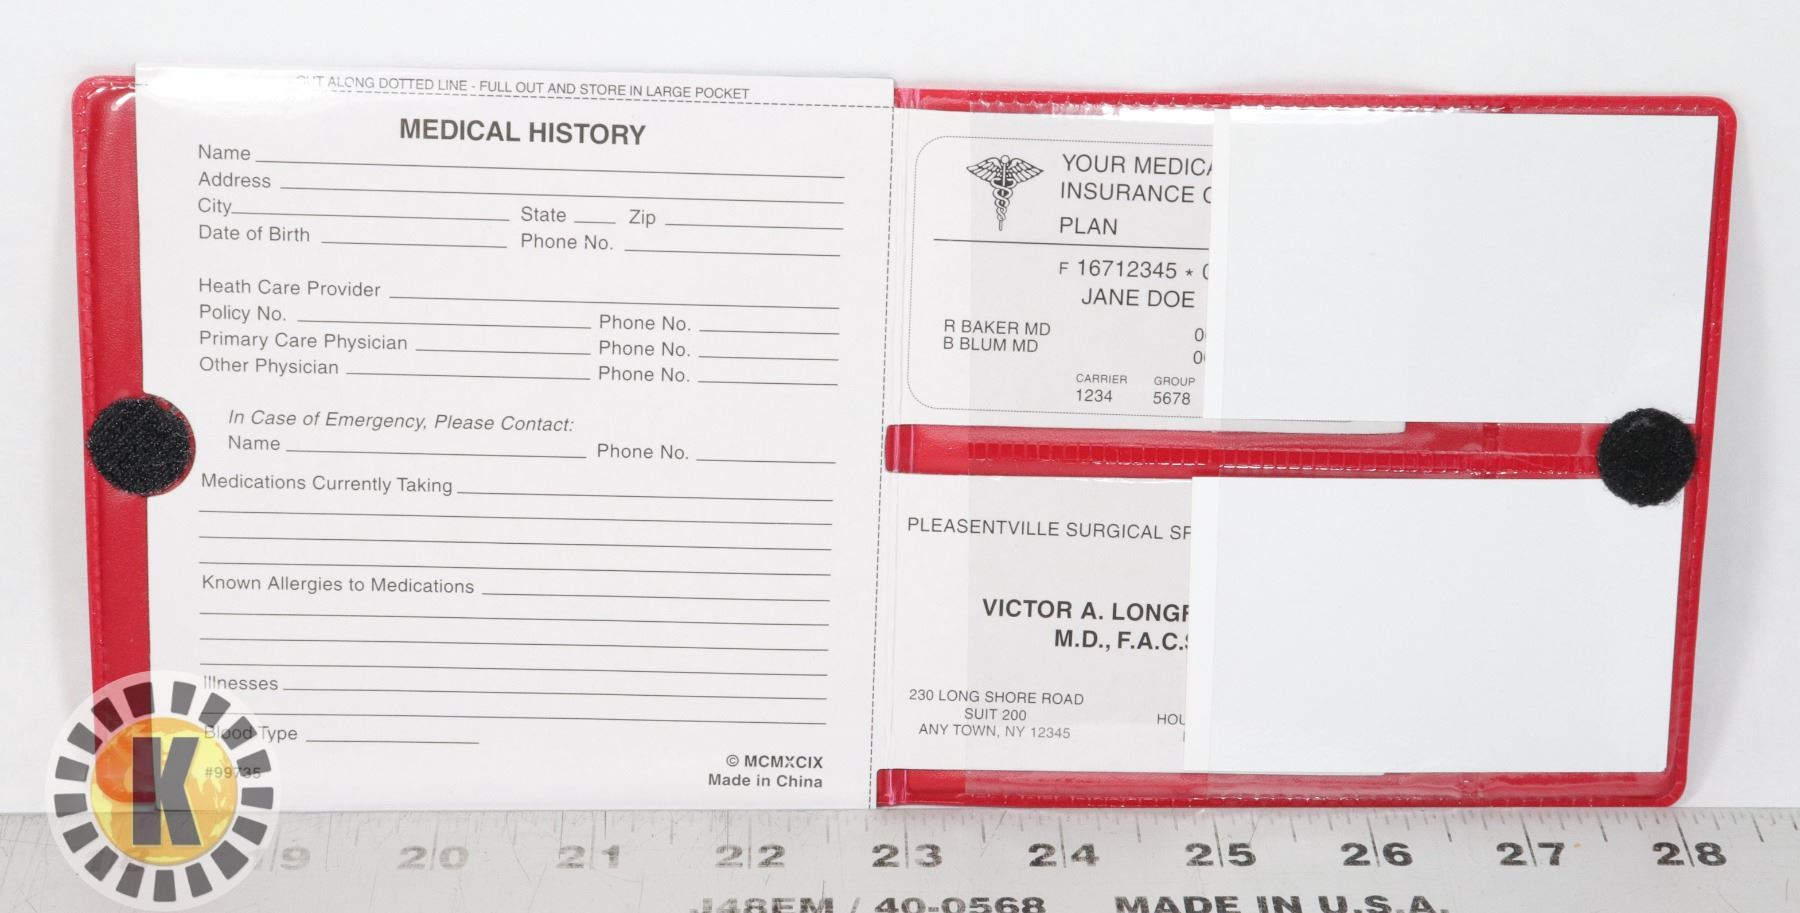 CUT ALONG DOTTED LINE - FULL OUT AND STORE IN LARGE POCKET
MEDICAL HISTORY
Name
Address
City State Zip
Date of Birth Phone No.
Heath Care Provider
Policy No. Phone No.
Primary Care Physician Phone No.
Other Physician Phone No.
In Case of Emergency, Please Contact:
Name Phone No.
Medications Currently Taking
Known Allergies to Medications
Illnesses
Blood Type
#99735
© MCMXCIX
Made in China
YOUR MEDICA
INSURANCE
PLAN
F 16712345 *
JANE DOE
R BAKER MD
B BLUM MD
CARRIER GROUP
1234 5678
PLEASENTVILLE SURGICAL
VICTOR A. LONG
M.D., F.A.C.S
230 LONG SHORE ROAD
SUIT 200
ANY TOWN, NY 12345
HOU
K
19 20 21 22 23 24 25 26 27 28
J48EM / 40-0568 MADE IN U.S.A.